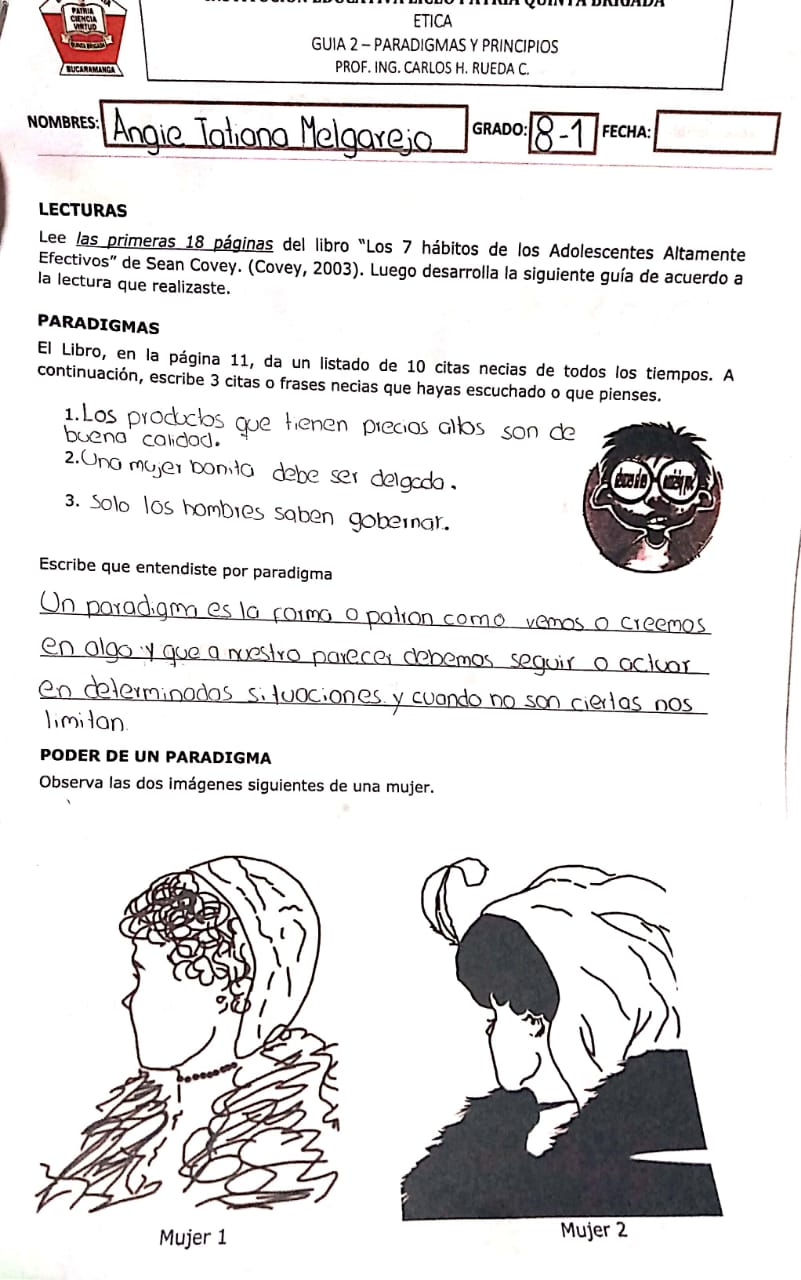 PATRIA
CIENCIA
VIRTUD
QUINTA BRIGADA
BUCARAMANGA
ETICA
GUIA 2 – PARADIGMAS Y PRINCIPIOS
PROF. ING. CARLOS H. RUEDA C.
NOMBRES: Angie Tatiana Melgarejo GRADO: 8-1 FECHA:
LECTURAS
Lee las primeras 18 páginas del libro “Los 7 hábitos de los Adolescentes Altamente
Efectivos” de Sean Covey. (Covey, 2003). Luego desarrolla la siguiente guía de acuerdo a
la lectura que realizaste.
PARADIGMAS
El Libro, en la página 11, da un listado de 10 citas necias de todos los tiempos. A
continuación, escribe 3 citas o frases necias que hayas escuchado o que pienses.
1. Los productos que tienen precios altos son de
buena calidad.
2. Una mujer bonita debe ser delgada.
3. Solo los hombres saben gobernar.
Escribe que entendiste por paradigma
Un paradigma es la forma o patron como vemos o creemos
en algo y que a nuestro parecer debemos seguir o actuar
en determinadas situaciones. y cuando no son ciertas nos
limitan.
PODER DE UN PARADIGMA
Observa las dos imágenes siguientes de una mujer.
Mujer 1
Mujer 2